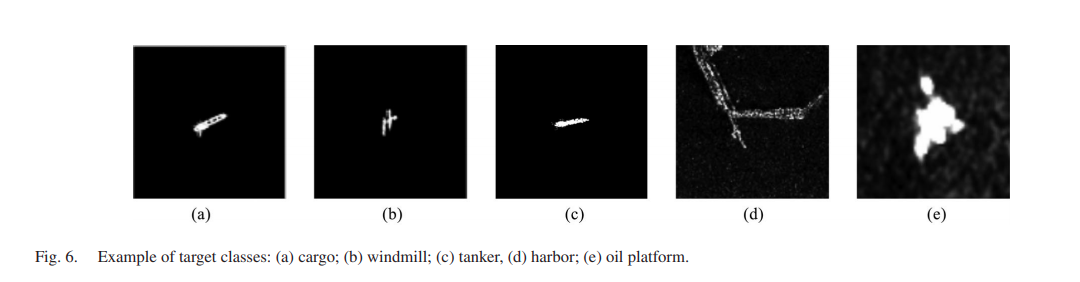 (a) (b) (c) (d) (e)
Fig. 6. Example of target classes: (a) cargo; (b) windmill; (c) tanker, (d) harbor; (e) oil platform.